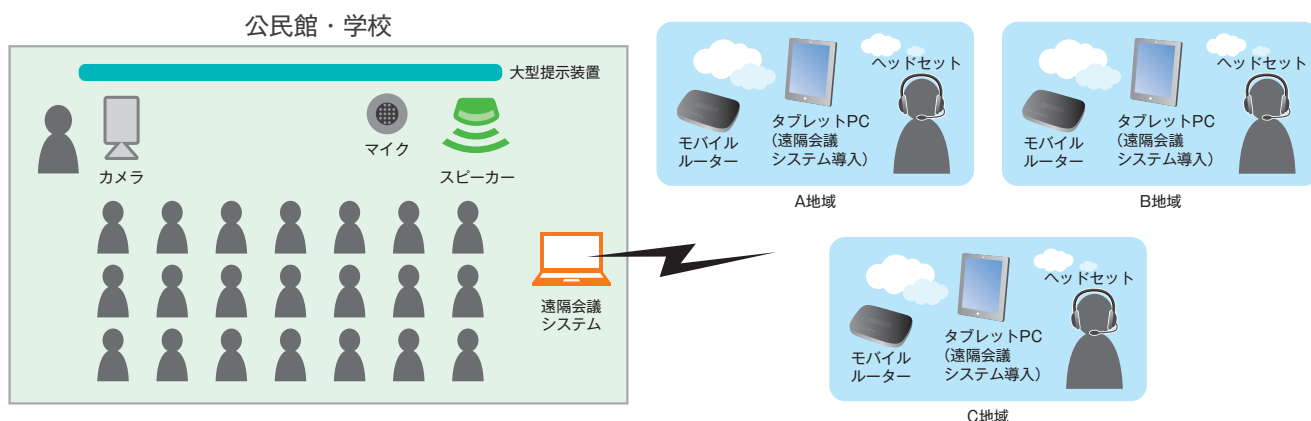 公民館・学校
大型提示装置
カメラ
マイク
スピーカー
遠隔会議
システム
ヘッドセット
モバイル
ルーター
タブレットPC
(遠隔会議
システム導入)
A地域
ヘッドセット
モバイル
ルーター
タブレットPC
(遠隔会議
システム導入)
B地域
ヘッドセット
モバイル
ルーター
タブレットPC
(遠隔会議
システム導入)
C地域